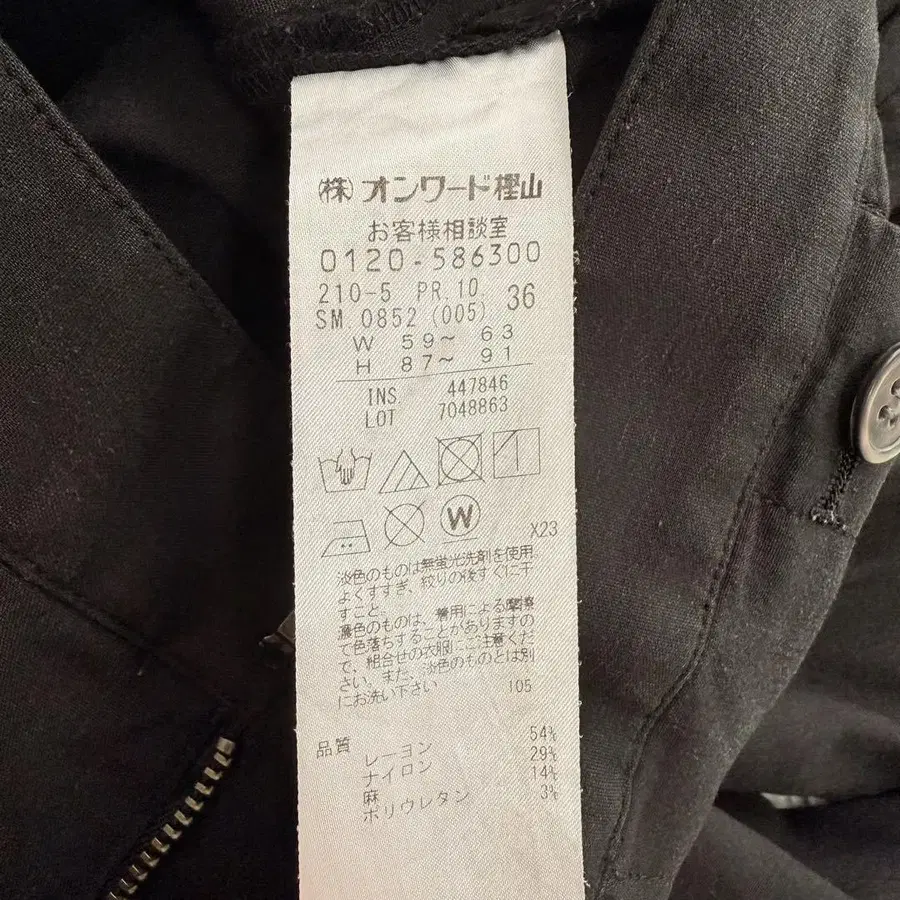 ㈱オンワード樫山
お客様相談室
0120-586300
210-5 PR.10. 36
SM.0852 (005)
W 59~ 63
H 87~ 91
INS. 447846
LOT 7048863
W
X23
淡色のものは無蛍光洗剤を使用。
よくすすぎ、絞りの後すぐに干
すこと。
濃色のものは、着用による摩擦
で色落ちすることがありますの
で、組合せの衣服にご注意くだ
さい。また、淡色のものとは別
にお洗い下さい 105
品質
レーヨン 54%
ナイロン 29%
麻 14%
ポリウレタン 3%